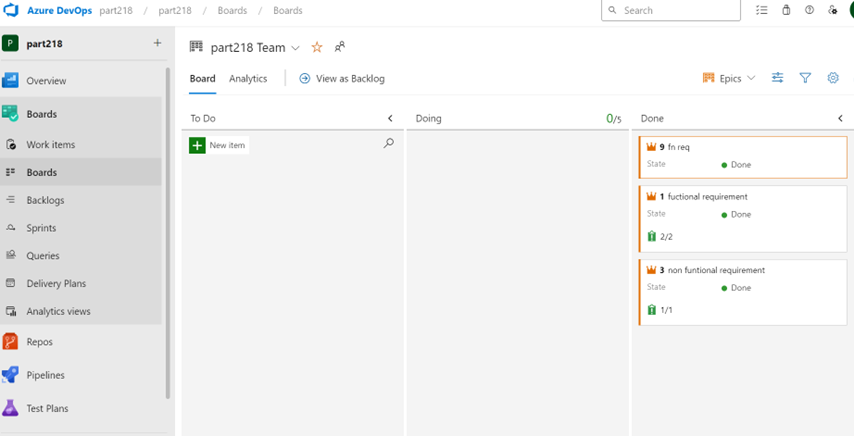 Azure DevOps part218 / part218 / Boards / Boards
Search
P part218 +
part218 Team
Board Analytics View as Backlog
Epics
Overview
Boards
Work items
Boards
Backlogs
Sprints
Queries
Delivery Plans
Analytics views
Repos
Pipelines
Test Plans
To Do
New item
Doing 0/5
Done
9 fn req
State Done
1 fuctional requirement
State Done
2/2
3 non funtional requirement
State Done
1/1